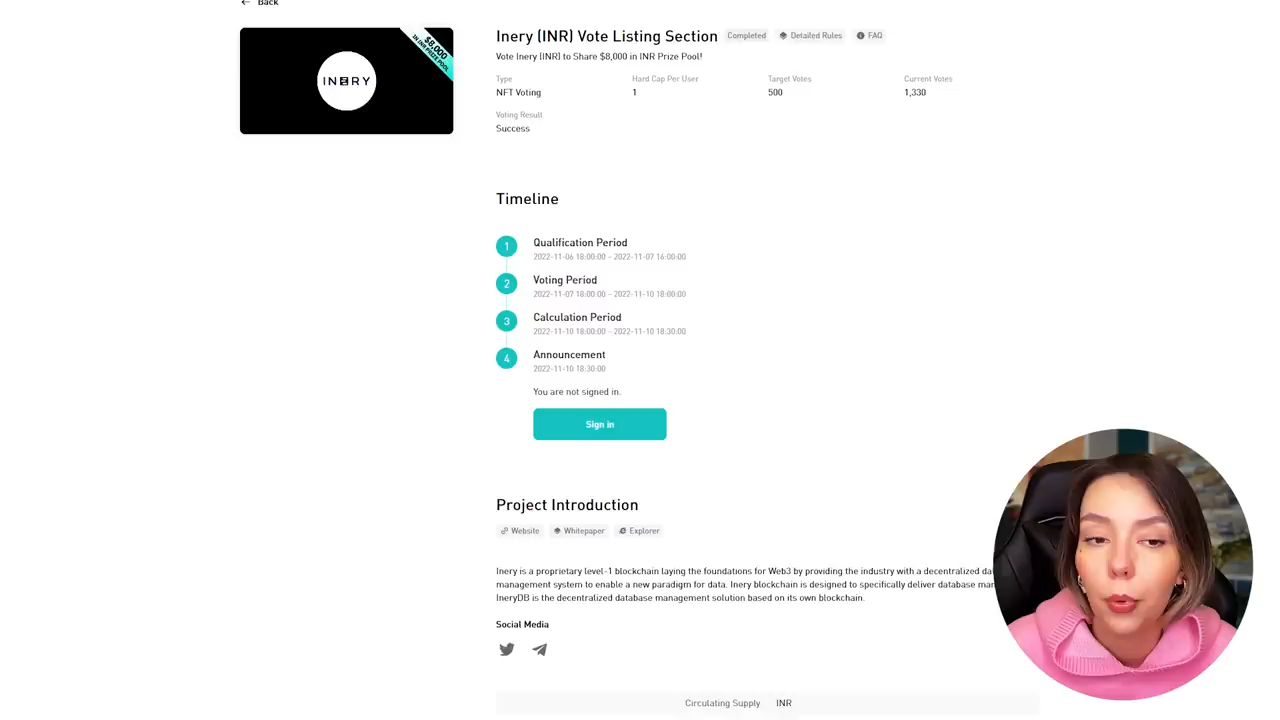 Back
$8,000
IN INR PRIZE POOL
INERY
Inery (INR) Vote Listing Section
Completed
Detailed Rules
FAQ
Vote Inery (INR) to Share $8,000 in INR Prize Pool!
Type
Hard Cap Per User
Target Votes
Current Votes
NFT Voting
1
500
1,330
Voting Result
Success
Timeline
1
Qualification Period
2022-11-06 18:00:00 - 2022-11-07 16:00:00
2
Voting Period
2022-11-07 18:00:00 - 2022-11-10 18:00:00
3
Calculation Period
2022-11-10 18:00:00 - 2022-11-10 18:30:00
4
Announcement
2022-11-10 18:30:00
You are not signed in.
Sign in
Project Introduction
Website
Whitepaper
Explorer
Inery is a proprietary level-1 blockchain laying the foundations for Web3 by providing the industry with a decentralized da
management system to enable a new paradigm for data. Inery blockchain is designed to specifically deliver database mar
IneryDB is the decentralized database management solution based on its own blockchain.
Social Media
Circulating Supply INR